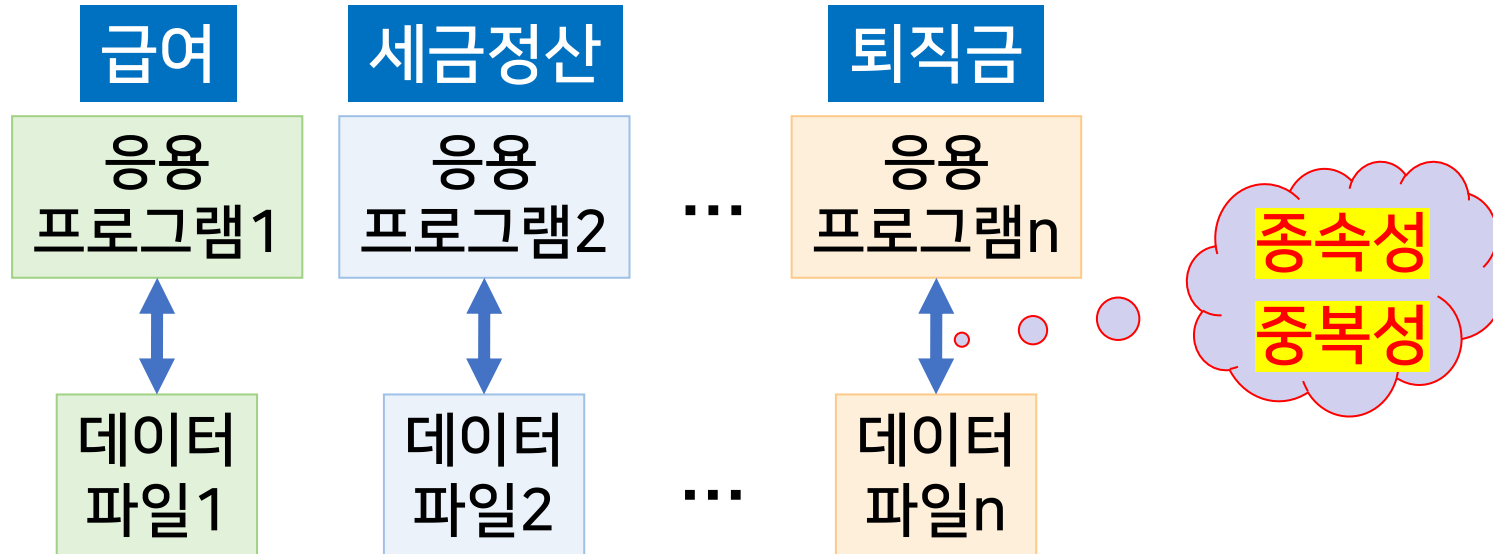 급여
세금정산
퇴직금
응용
프로그램1
응용
프로그램2
...
응용
프로그램n
종속성
중복성
데이터
파일1
데이터
파일2
...
데이터
파일n